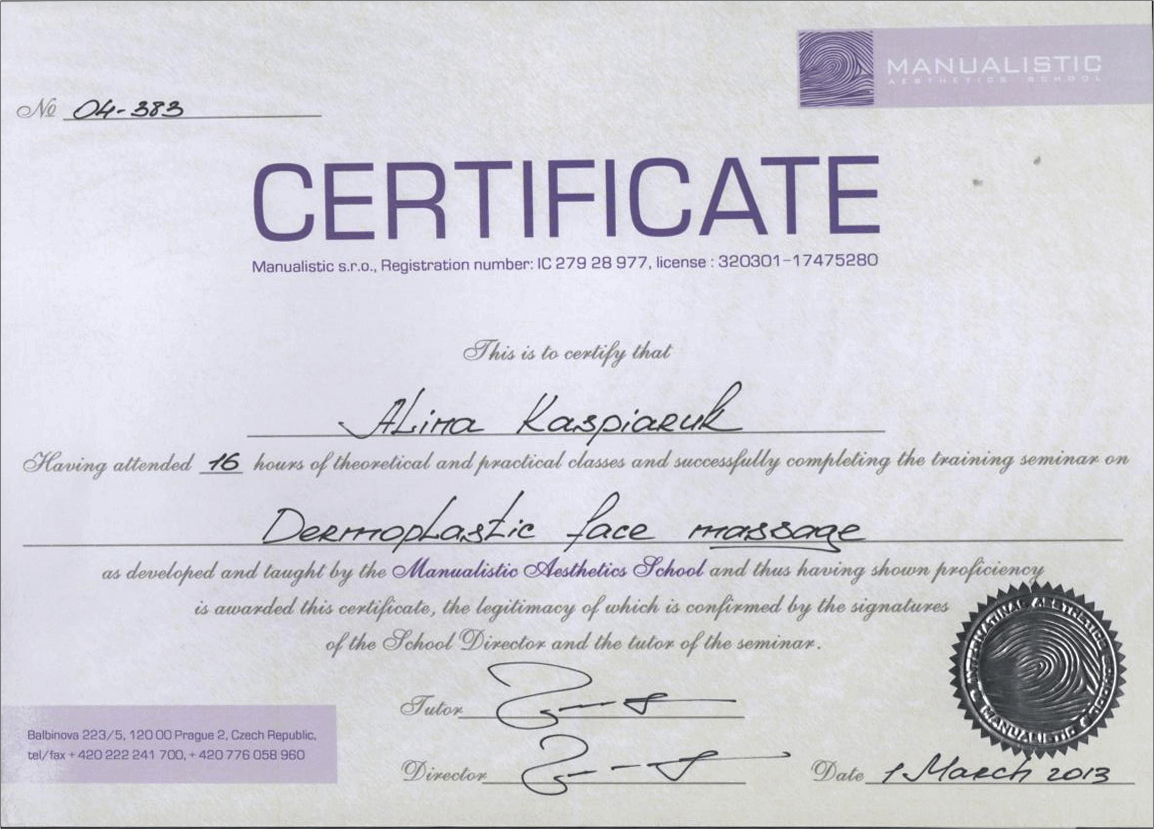 MANUALISTIC
AESTHETICS SCHOOL
№ 04-383
CERTIFICATE
Manualistic s.r.o., Registration number: IC 279 28 977, license : 320301-17475280
This is to certify that
Alina Kaspiaruk
Having attended 16 hours of theoretical and practical classes and successfully completing the training seminar on
Dermoplastic face massage
as developed and taught by the Manualistic Aesthetics School and thus having shown proficiency
is awarded this certificate, the legitimacy of which is confirmed by the signatures
of the School Director and the tutor of the seminar.
Tutor
Balbinova 223/5, 120 00 Prague 2, Czech Republic,
tel/fax + 420 222 241 700, + 420 776 058 960
Director
Date 1 March 2013
MANUALISTIC